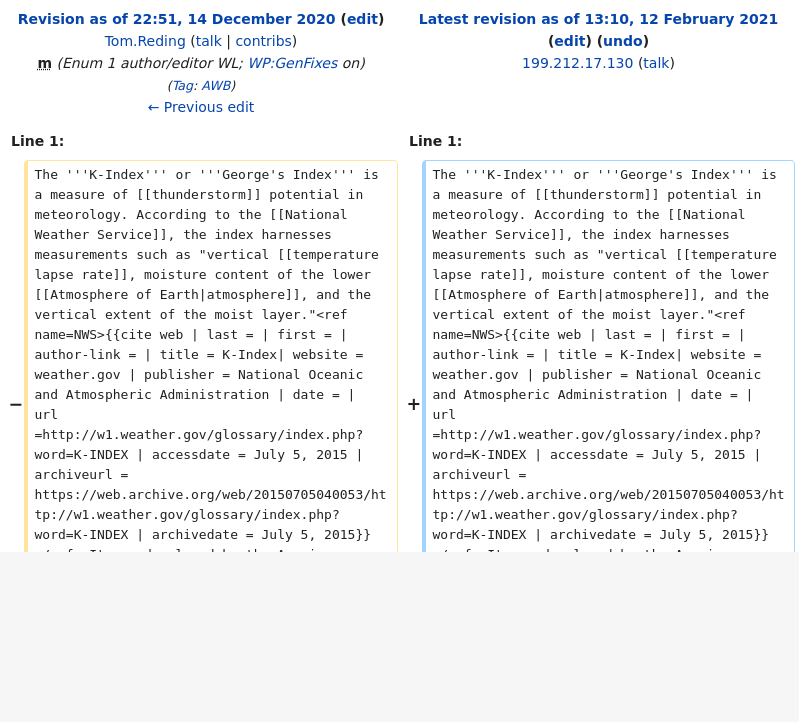 Revision as of 22:51, 14 December 2020 (edit)
Tom.Reding (talk | contribs)
m (Enum 1 author/editor WL; WP:GenFixes on)
(Tag: AWB)
← Previous edit
Latest revision as of 13:10, 12 February 2021
(edit) (undo)
199.212.17.130 (talk)
Line 1:
−
The '''K-Index''' or '''George's Index''' is
a measure of [[thunderstorm]] potential in
meteorology. According to the [[National
Weather Service]], the index harnesses
measurements such as "vertical [[temperature
lapse rate]], moisture content of the lower
[[Atmosphere of Earth|atmosphere]], and the
vertical extent of the moist layer."<ref
name=NWS>{{cite web | last = | first = |
author-link = | title = K-Index| website =
weather.gov | publisher = National Oceanic
and Atmospheric Administration | date = |
url
=http://w1.weather.gov/glossary/index.php?
word=K-INDEX | accessdate = July 5, 2015 |
archiveurl =
https://web.archive.org/web/20150705040053/ht
tp://w1.weather.gov/glossary/index.php?
word=K-INDEX | archivedate = July 5, 2015}}
Line 1:
+
The '''K-Index''' or '''George's Index''' is
a measure of [[thunderstorm]] potential in
meteorology. According to the [[National
Weather Service]], the index harnesses
measurements such as "vertical [[temperature
lapse rate]], moisture content of the lower
[[Atmosphere of Earth|atmosphere]], and the
vertical extent of the moist layer."<ref
name=NWS>{{cite web | last = | first = |
author-link = | title = K-Index| website =
weather.gov | publisher = National Oceanic
and Atmospheric Administration | date = |
url
=http://w1.weather.gov/glossary/index.php?
word=K-INDEX | accessdate = July 5, 2015 |
archiveurl =
https://web.archive.org/web/20150705040053/ht
tp://w1.weather.gov/glossary/index.php?
word=K-INDEX | archivedate = July 5, 2015}}